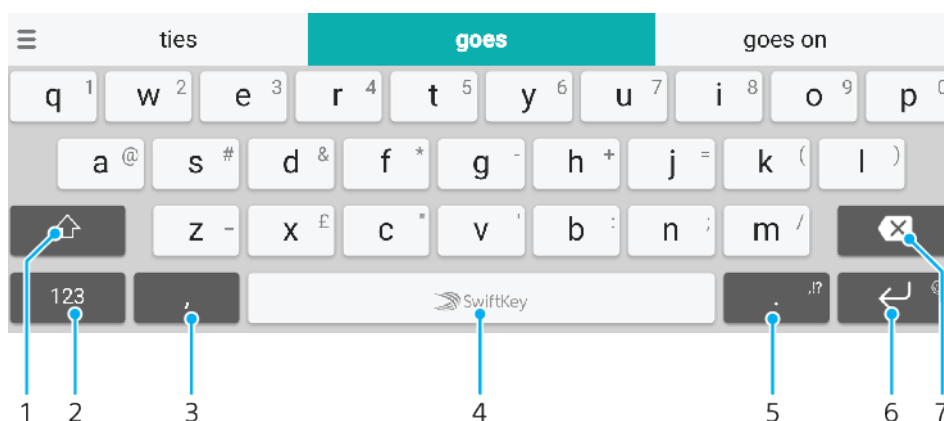 ties goes goes on
q 1 w 2 e 3 r 4 t 5 y 6 u 7 i 8 o 9 p 0
a @ s # d & f * g - h + j = k ( l )
z _ x £ c " v ' b : n ; m /
123 , SwiftKey . ,!?
1 2 3 4 5 6 7